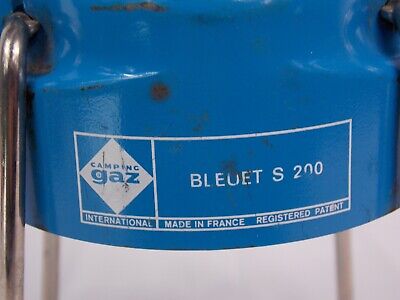 CAMPING
gaz
BLEUET S 200
INTERNATIONAL MADE IN FRANCE REGISTERED PATENT